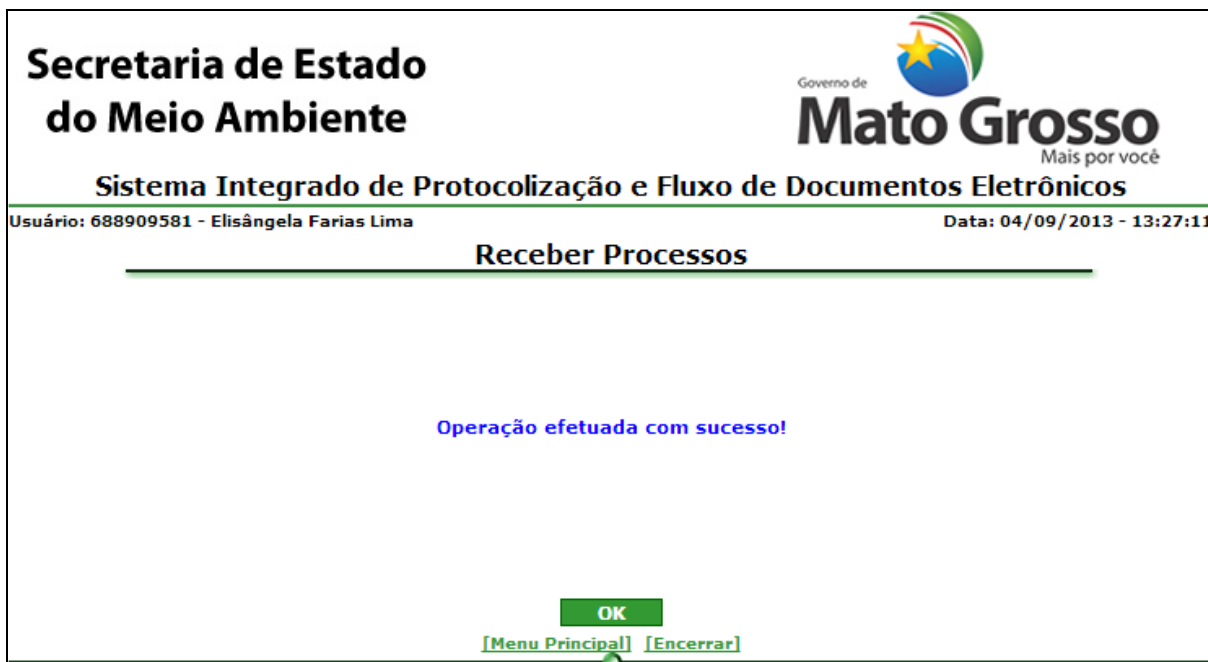 Secretaria de Estado
do Meio Ambiente
Governo de
Mato Grosso
Mais por você
Sistema Integrado de Protocolização e Fluxo de Documentos Eletrônicos
Usuário: 688909581 - Elisângela Farias Lima Data: 04/09/2013 - 13:27:11
Receber Processos
Operação efetuada com sucesso!
OK
[Menu Principal] [Encerrar]